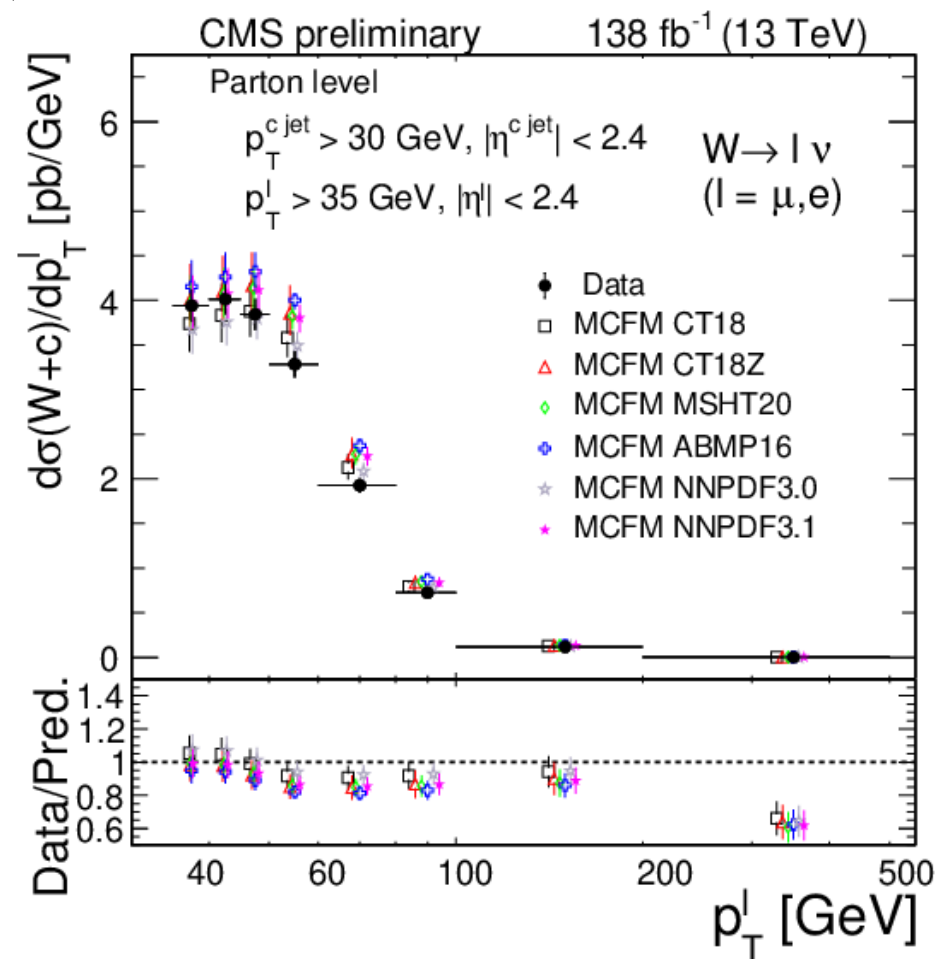 CMS preliminary 138 fb⁻¹ (13 TeV)
Parton level
p_T^{c jet} > 30 GeV, |η^{c jet}| < 2.4
p_T^l > 35 GeV, |η^l| < 2.4
W→ l ν
(l = μ,e)
dσ(W+c)/dp_T^l [pb/GeV]
6
4
2
0
Data
MCFM CT18
MCFM CT18Z
MCFM MSHT20
MCFM ABMP16
MCFM NNPDF3.0
MCFM NNPDF3.1
Data/Pred.
1.4
1.2
1
0.8
0.6
40 60 100 200 500
p_T^l [GeV]